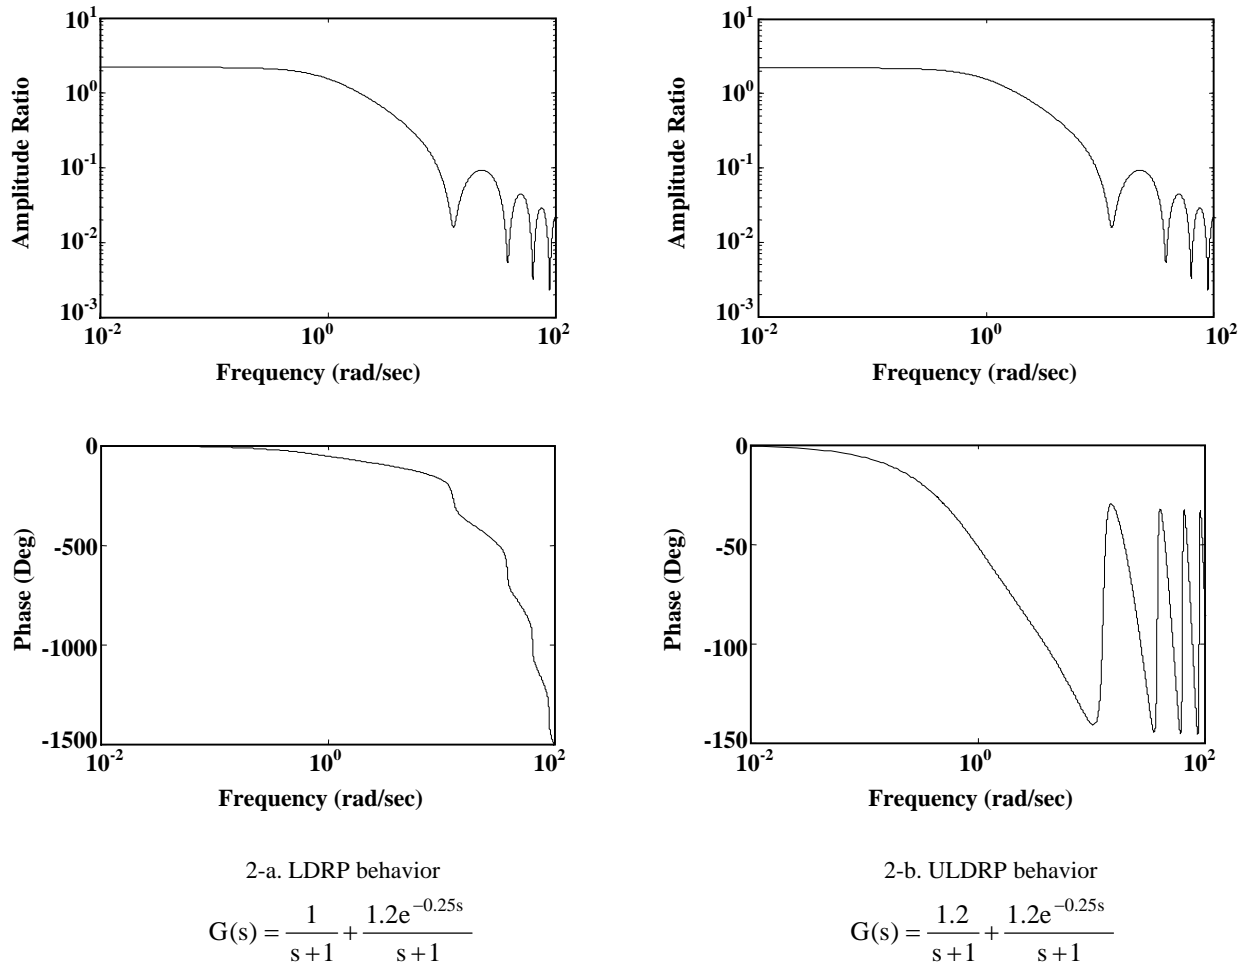 10^1
10^0
10^-1
10^-2
10^-3
Amplitude Ratio
10^-2 10^0 10^2
Frequency (rad/sec)
10^1
10^0
10^-1
10^-2
10^-3
Amplitude Ratio
10^-2 10^0 10^2
Frequency (rad/sec)
0
-500
-1000
-1500
Phase (Deg)
10^-2 10^0 10^2
Frequency (rad/sec)
0
-50
-100
-150
Phase (Deg)
10^-2 10^0 10^2
Frequency (rad/sec)
2-a. LDRP behavior
G(s) = 1/(s+1) + 1.2e^(-0.25s)/(s+1)
2-b. ULDRP behavior
G(s) = 1.2/(s+1) + 1.2e^(-0.25s)/(s+1)